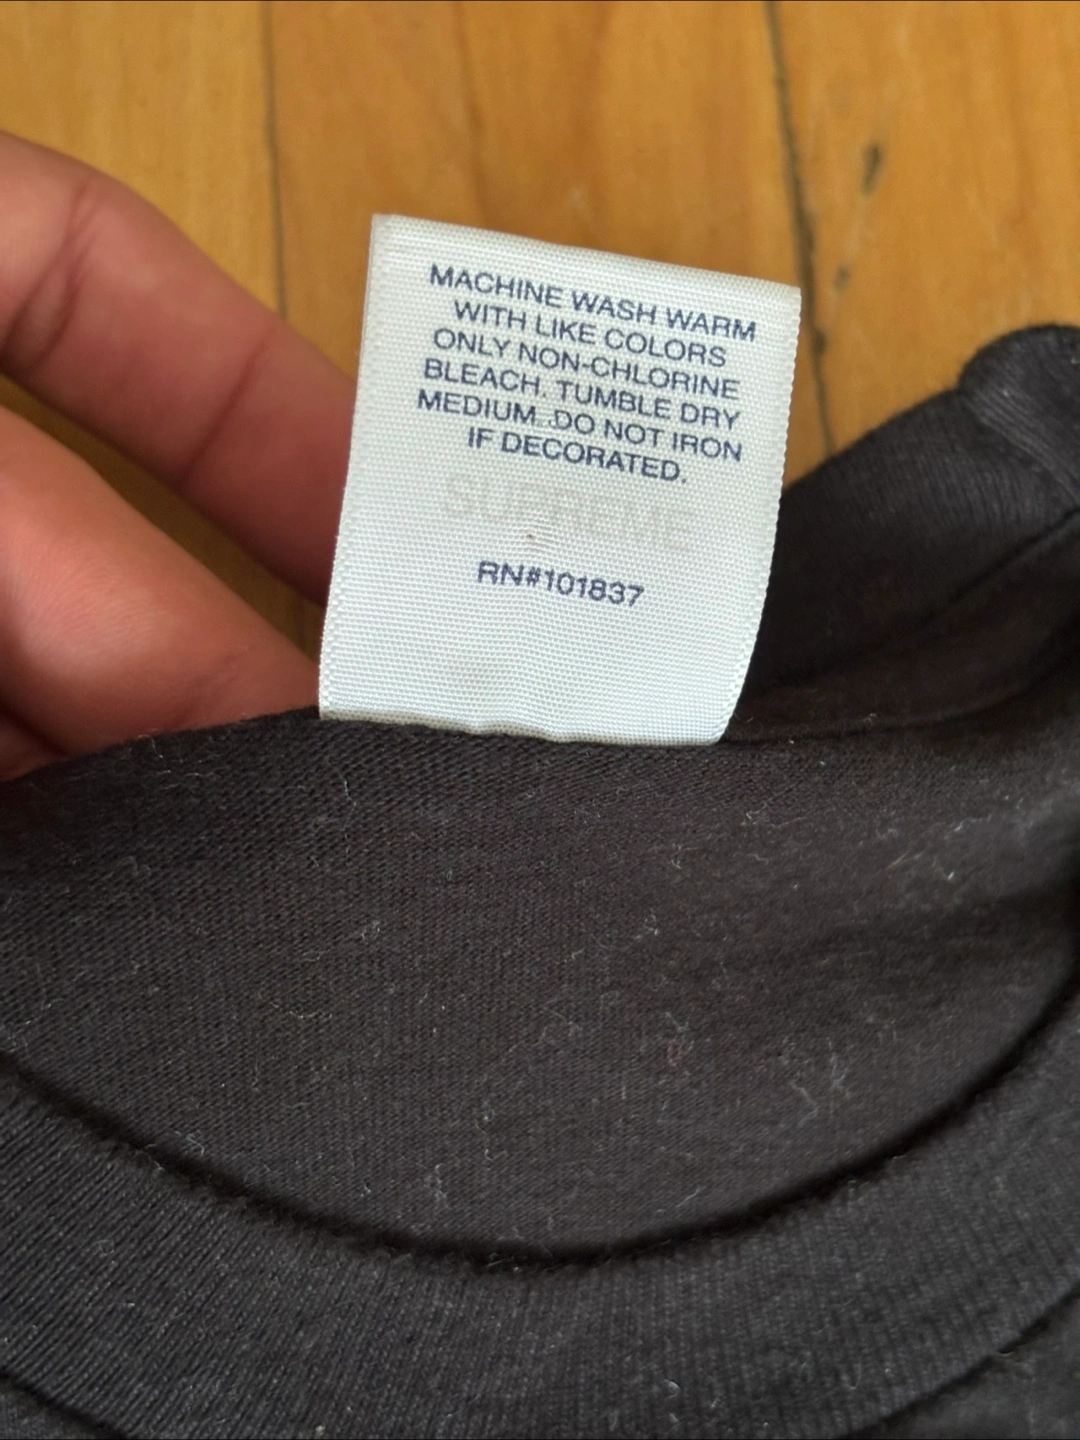 MACHINE WASH WARM
WITH LIKE COLORS
ONLY NON-CHLORINE
BLEACH. TUMBLE DRY
MEDIUM. DO NOT IRON
IF DECORATED.
SUPREME
RN#101837